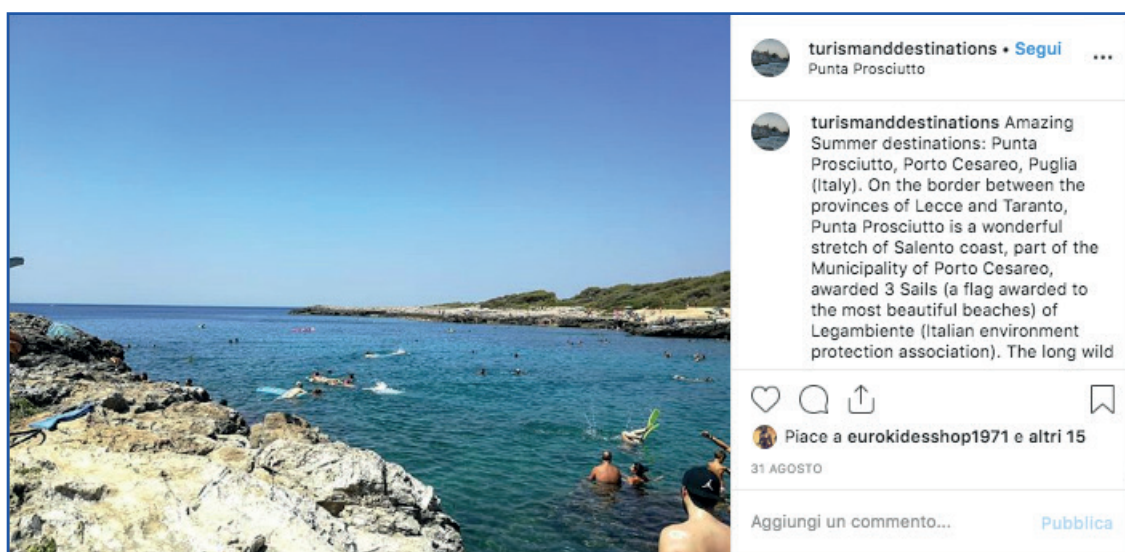 turismanddestinations • Segui
Punta Prosciutto
turismanddestinations Amazing
Summer destinations: Punta
Prosciutto, Porto Cesareo, Puglia
(Italy). On the border between the
provinces of Lecce and Taranto,
Punta Prosciutto is a wonderful
stretch of Salento coast, part of the
Municipality of Porto Cesareo,
awarded 3 Sails (a flag awarded to
the most beautiful beaches) of
Legambiente (Italian environment
protection association). The long wild
Piace a eurokidesshop1971 e altri 15
31 AGOSTO
Aggiungi un commento... Pubblica